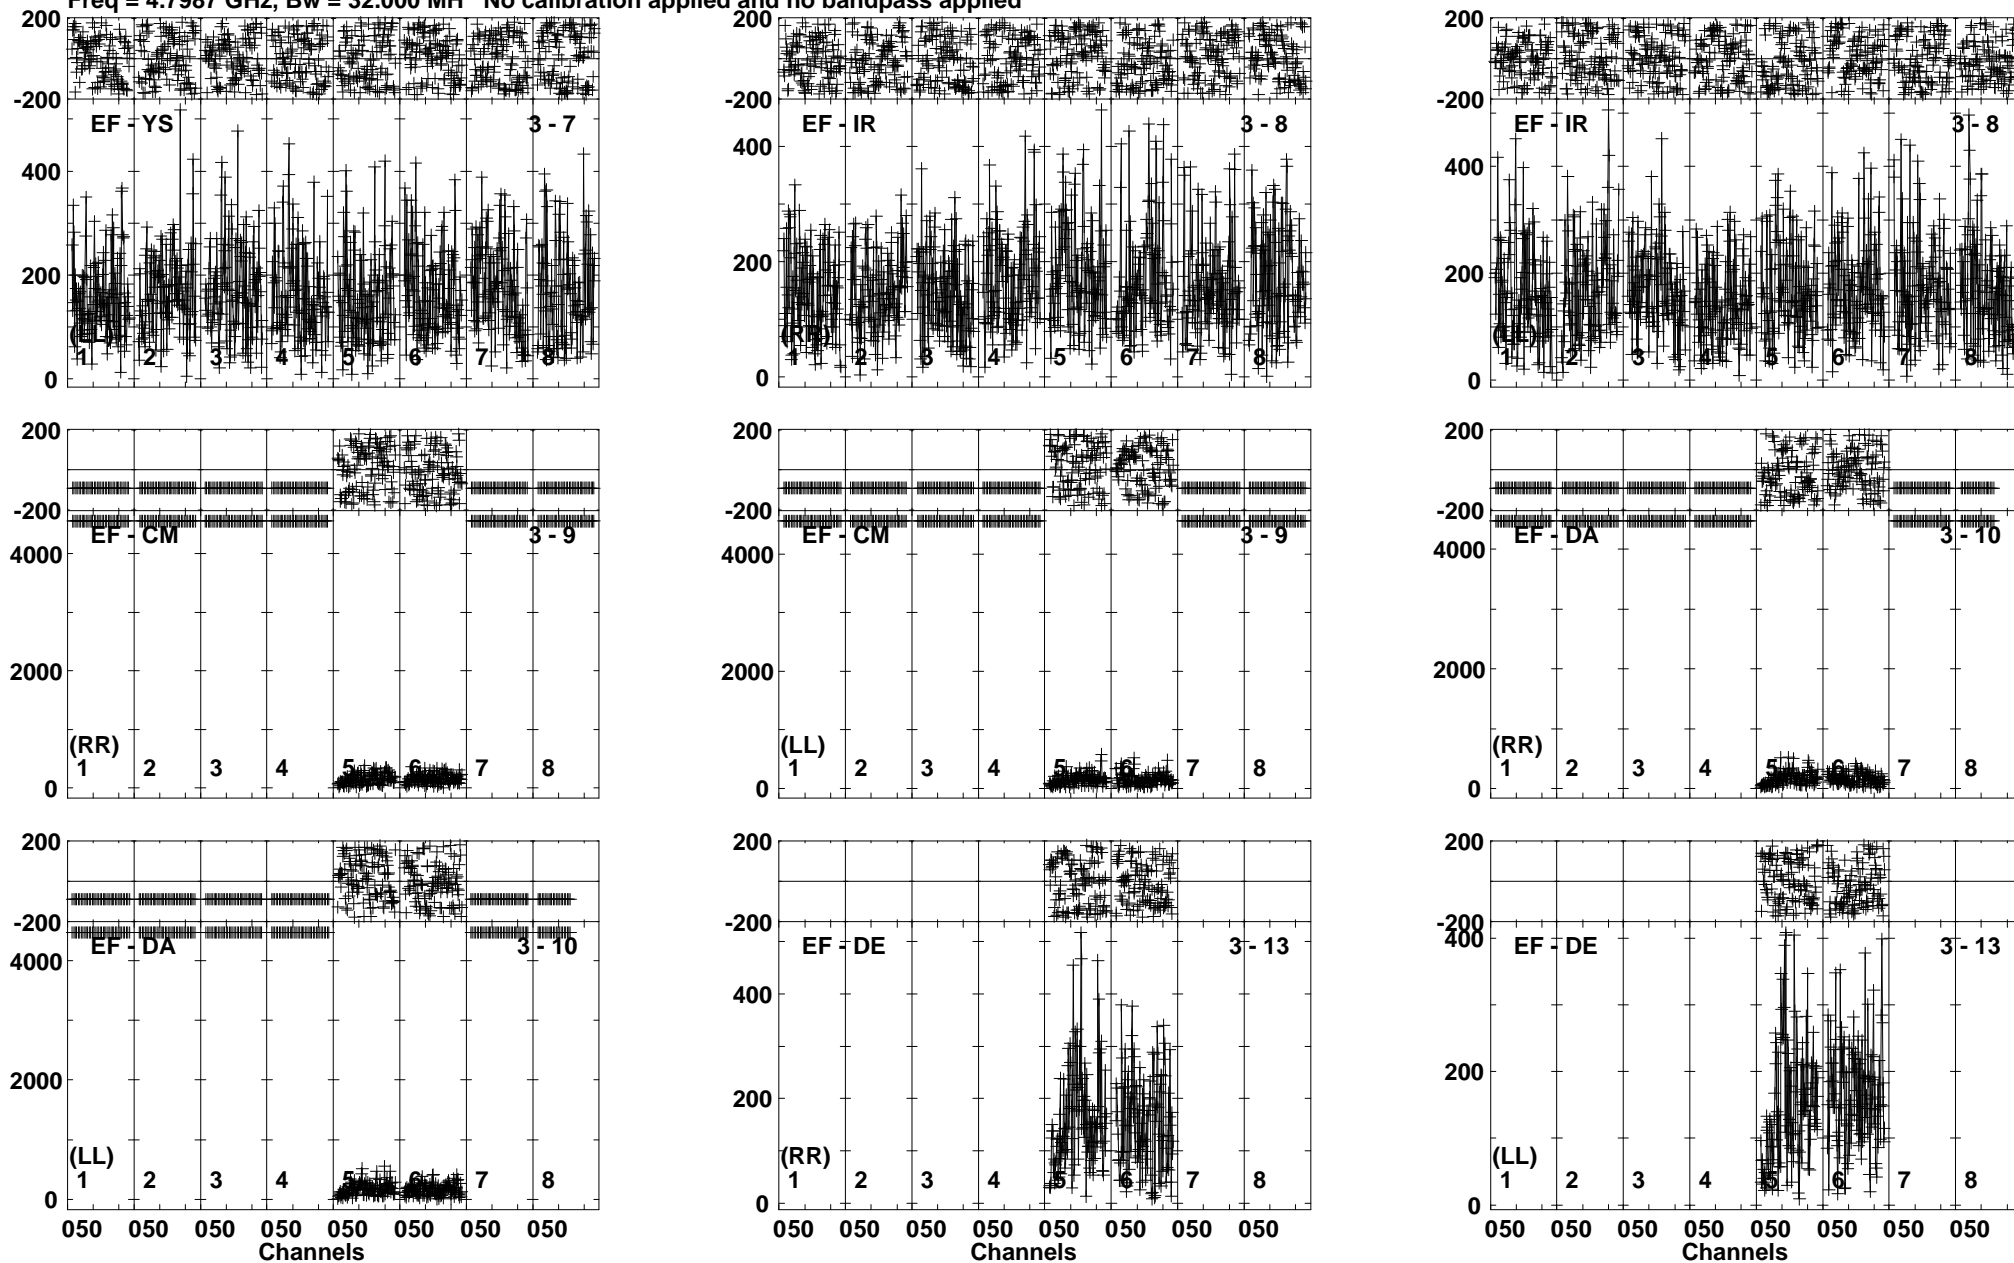 Freq = 4.7987 GHz, Bw = 32.000 MH No calibration applied and no bandpass applied
200 200 200
-200 -200 -200
EF - YS 3 - 7 EF - IR 3 - 8 EF - IR 3 - 8
400 400 400
200 200 200
(LL) (RR) (LL)
1 2 3 4 5 6 7 8 1 2 3 4 5 6 7 8 1 2 3 4 5 6 7 8
0 0 0
200 200 200
-200 -200 -200
EF - CM 3 - 9 EF - CM 3 - 9 EF - DA 3 - 10
4000 4000 4000
2000 2000 2000
(RR) (LL) (RR)
1 2 3 4 5 6 7 8 1 2 3 4 5 6 7 8 1 2 3 4 5 6 7 8
0 0 0
200 200 200
-200 -200 -200
EF - DA 3 - 10 EF - DE 3 - 13 EF - DE 3 - 13
4000 400 400
2000 200 200
(LL) (RR) (LL)
1 2 3 4 5 6 7 8 1 2 3 4 5 6 7 8 1 2 3 4 5 6 7 8
0 0 0
050 050 050 050 050 050 050 050 050 050 050 050 050 050 050 050 050 050 050 050 050 050 050 050
Channels Channels Channels